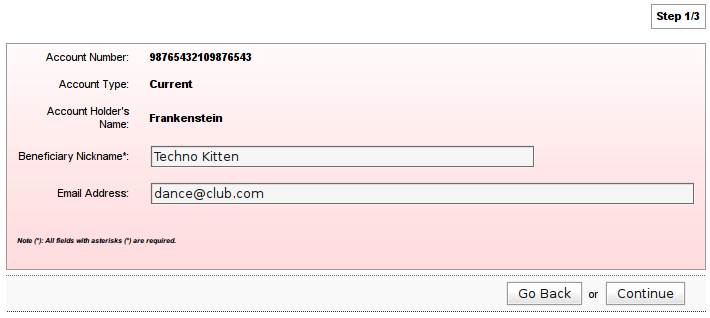 Step 1/3
Account Number: 98765432109876543
Account Type: Current
Account Holder's
Name: Frankenstein
Beneficiary Nickname*: Techno Kitten
Email Address: dance@club.com
Note (*): All fields with asterisks (*) are required.
Go Back or Continue